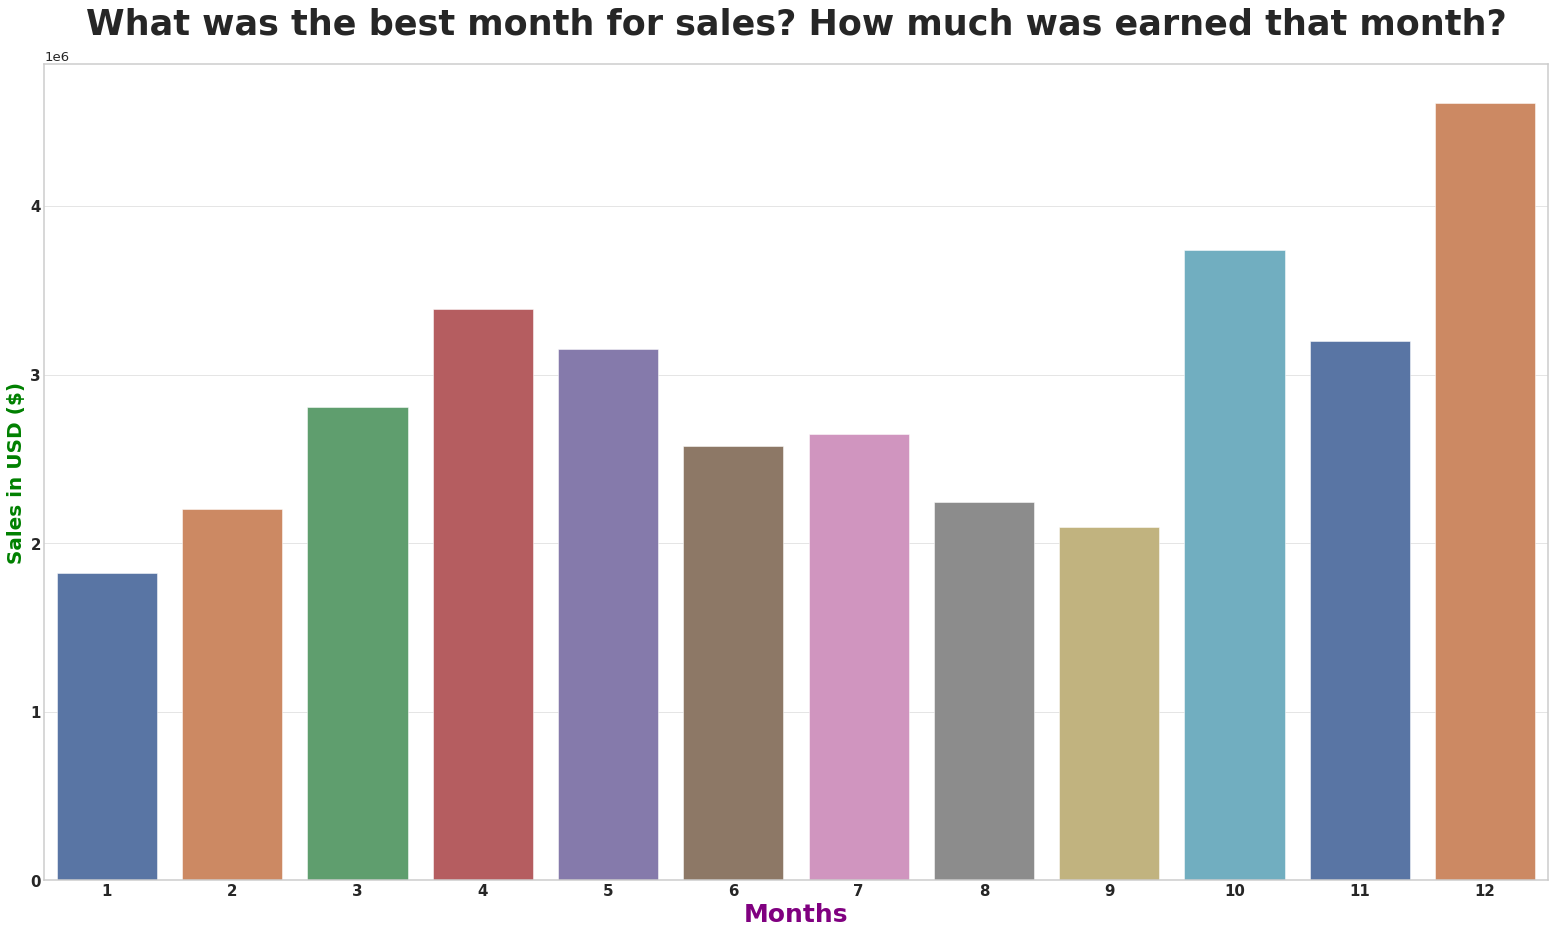 What was the best month for sales? How much was earned that month?
1e6
4
3
2
1
0
Sales in USD ($)
1 2 3 4 5 6 7 8 9 10 11 12
Months